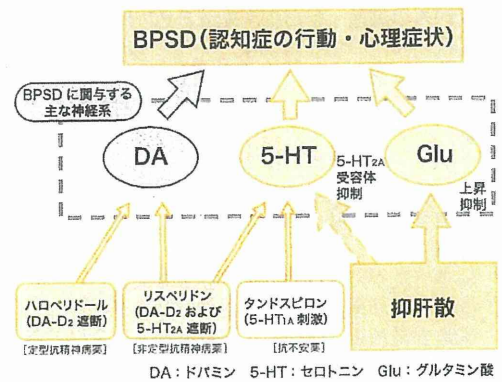 BPSD(認知症の行動・心理症状)
BPSDに関与する
主な神経系
DA
5-HT
Glu
5-HT2A
受容体
抑制
上昇
抑制
ハロペリドール
(DA-D2 遮断)
[定型抗精神病薬]
リスペリドン
(DA-D2 および
5-HT2A 遮断)
[非定型抗精神病薬]
タンドスピロン
(5-HT1A 刺激)
[抗不安薬]
抑肝散
DA：ドパミン 5-HT：セロトニン Glu：グルタミン酸